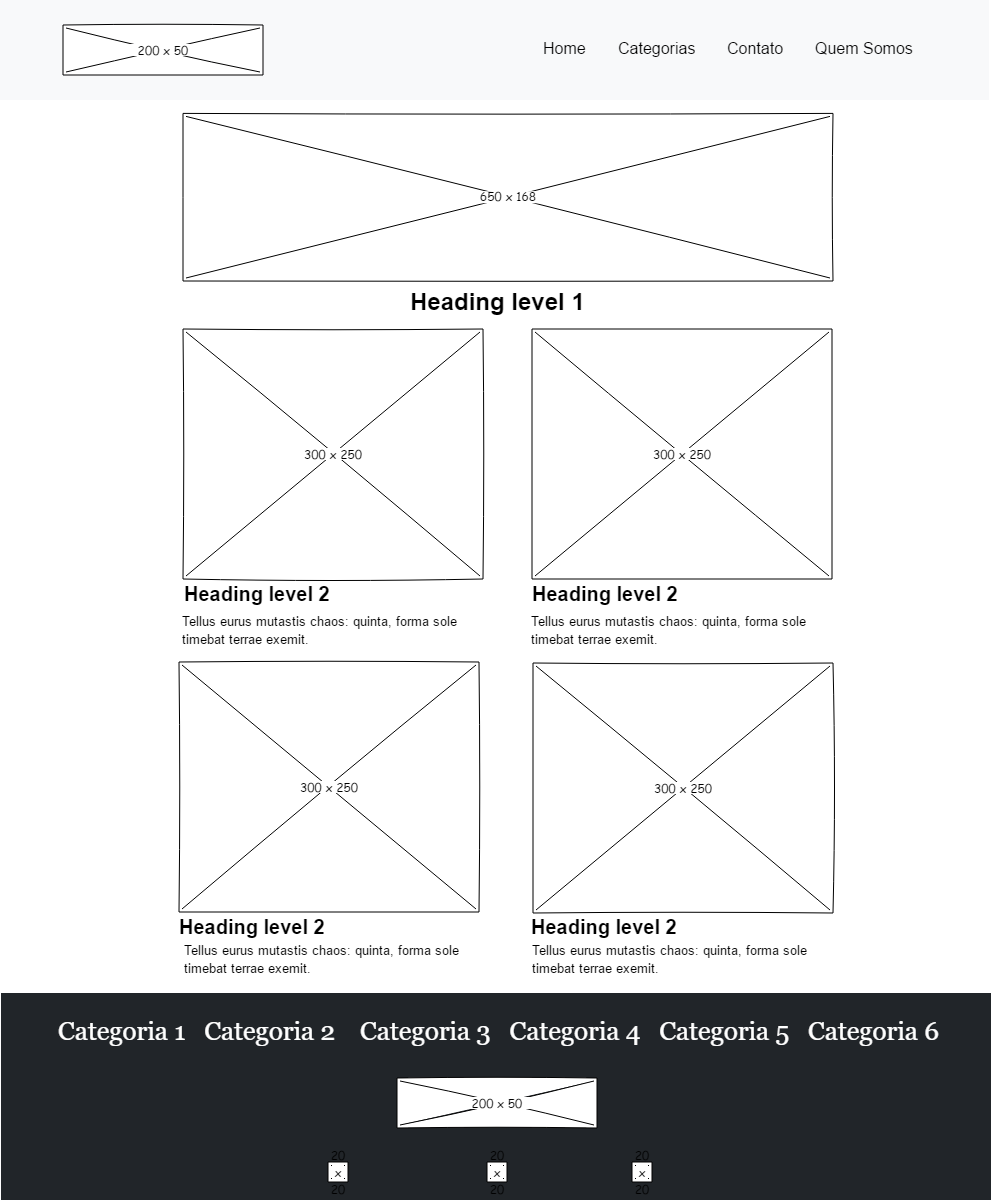 200 x 50
Home Categorias Contato Quem Somos
650 x 168
Heading level 1
300 x 250
300 x 250
Heading level 2
Heading level 2
Tellus eurus mutastis chaos: quinta, forma sole
timebat terrae exemit.
Tellus eurus mutastis chaos: quinta, forma sole
timebat terrae exemit.
300 x 250
300 x 250
Heading level 2
Heading level 2
Tellus eurus mutastis chaos: quinta, forma sole
timebat terrae exemit.
Tellus eurus mutastis chaos: quinta, forma sole
timebat terrae exemit.
Categoria 1 Categoria 2 Categoria 3 Categoria 4 Categoria 5 Categoria 6
200 x 50
20
x
20
20
x
20
20
x
20